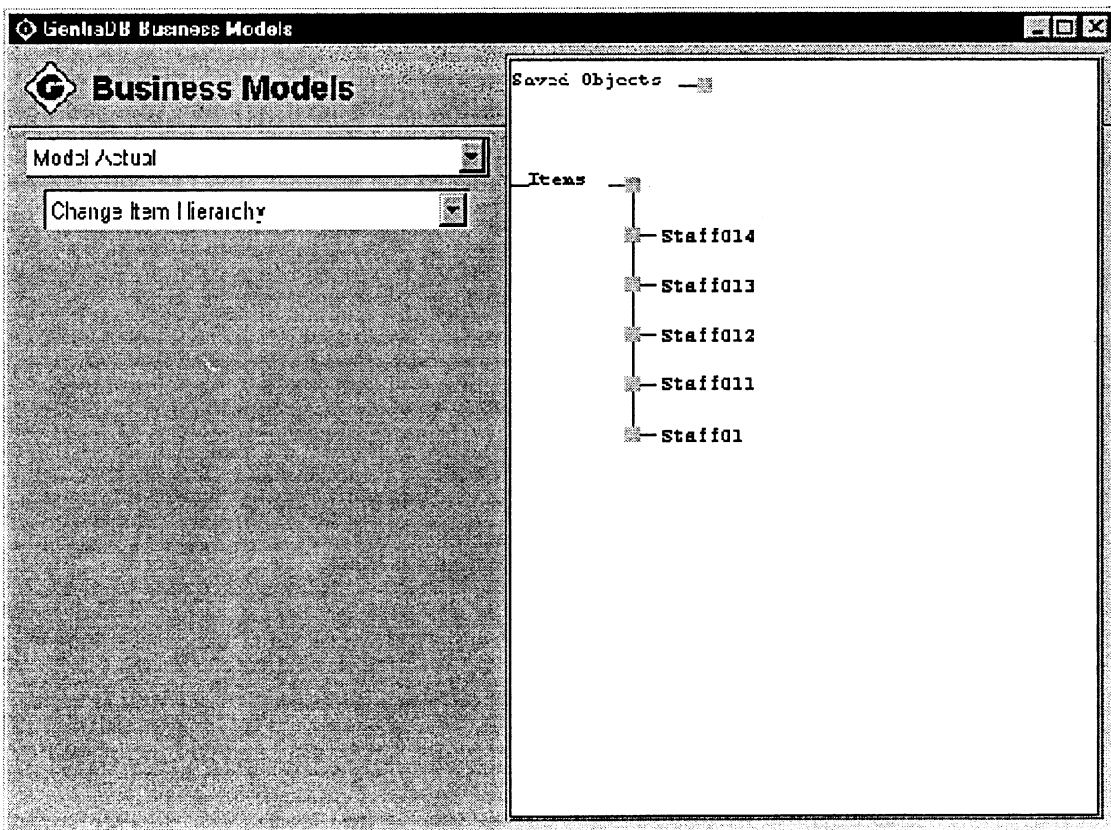 GentiaDB Business Models
G Business Models
Model Actual
Change Item Hierarchy
Saved Objects
Items
Staff014
Staff013
Staff012
Staff011
Staff01